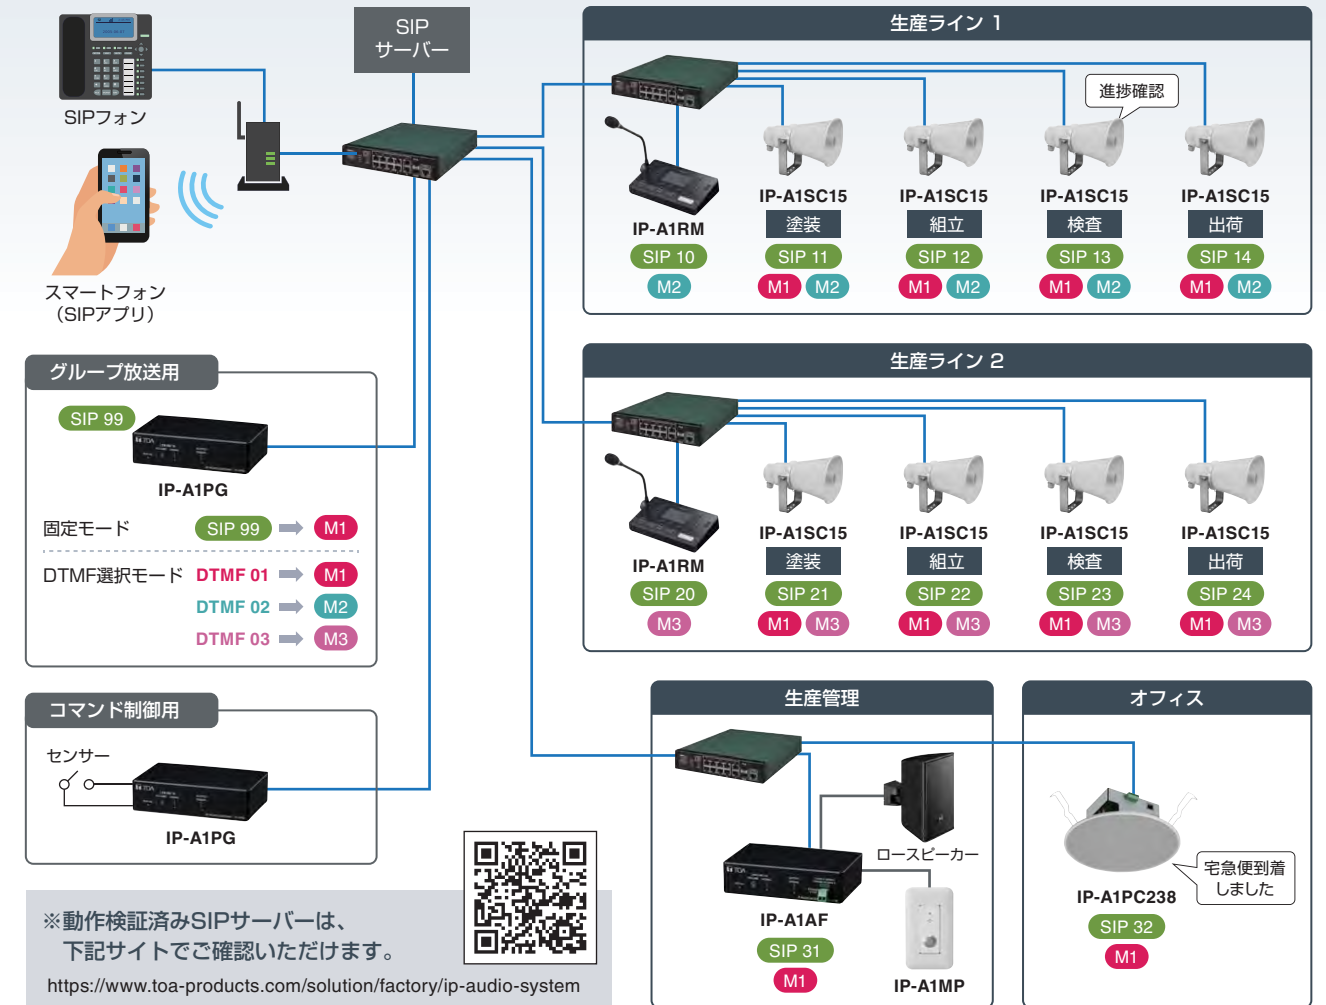 SIPフォン
スマートフォン
（SIPアプリ）
SIP
サーバー
グループ放送用
SIP 99
TOA
IP-A1PG
固定モード SIP 99 M1
DTMF選択モード DTMF 01 M1
DTMF 02 M2
DTMF 03 M3
コマンド制御用
センサー
TOA
IP-A1PG
※動作検証済みSIPサーバーは、
下記サイトでご確認いただけます。
https://www.toa-products.com/solution/factory/ip-audio-system
生産ライン 1
進捗確認
IP-A1RM
SIP 10
M2
IP-A1SC15
塗装
SIP 11
M1 M2
IP-A1SC15
組立
SIP 12
M1 M2
IP-A1SC15
検査
SIP 13
M1 M2
IP-A1SC15
出荷
SIP 14
M1 M2
生産ライン 2
IP-A1RM
SIP 20
M3
IP-A1SC15
塗装
SIP 21
M1 M3
IP-A1SC15
組立
SIP 22
M1 M3
IP-A1SC15
検査
SIP 23
M1 M3
IP-A1SC15
出荷
SIP 24
M1 M3
生産管理
ロースピーカー
TOA
IP-A1AF
SIP 31
M1
IP-A1MP
オフィス
宅急便到着
しました
IP-A1PC238
SIP 32
M1